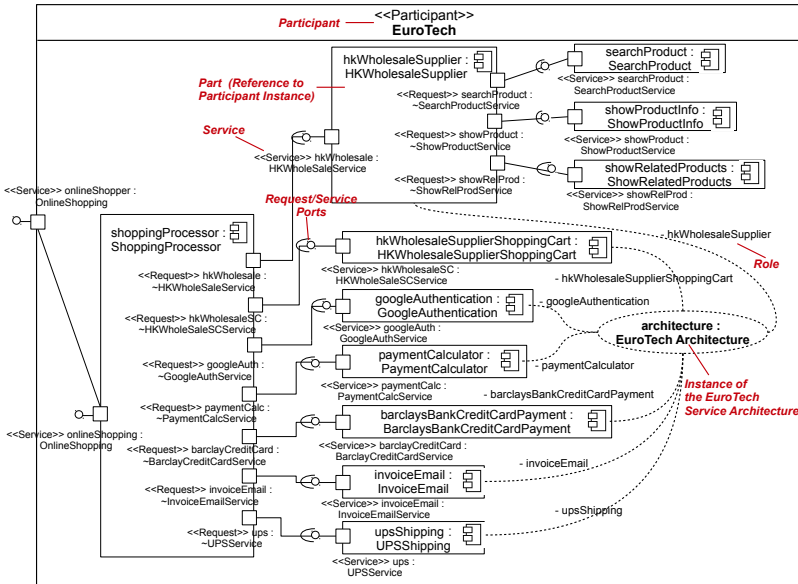 <<Participant>>
EuroTech
Participant
hkWholesaleSupplier :
HKWholesaleSupplier
searchProduct :
SearchProduct
<<Service>> searchProduct :
SearchProductService
Part (Reference to
Participant Instance)
<<Request>> searchProduct :
~SearchProductService
showProductInfo :
ShowProductInfo
Service
<<Request>> showProduct :
~ShowProductService
<<Service>> showProduct :
ShowProductService
<<Service>> hkWholesale :
HKWholeSaleService
showRelatedProducts :
ShowRelatedProducts
<<Request>> showRelProd :
~ShowRelProdService
<<Service>> showRelProd :
ShowRelProdService
<<Service>> onlineShopper :
OnlineShopping
Request/Service
Ports
shoppingProcessor :
ShoppingProcessor
- hkWholesaleSupplier
Role
hkWholesaleSupplierShoppingCart :
HKWholesaleSupplierShoppingCart
<<Request>> hkWholesale :
~HKWholeSaleService
<<Service>> hkWholesaleSC :
HKWholeSaleSCService
- hkWholesaleSupplierShoppingCart
googleAuthentication :
GoogleAuthentication
- googleAuthentication
<<Request>> hkWholesaleSC :
~HKWholeSaleSCService
<<Service>> googleAuth :
GoogleAuthService
architecture :
EuroTech Architecture
paymentCalculator :
PaymentCalculator
- paymentCalculator
<<Request>> googleAuth :
~GoogleAuthService
<<Service>> paymentCalc :
PaymentCalcService
- barclaysBankCreditCardPayment
Instance of
the EuroTech
Service Architecture
<<Request>> paymentCalc :
~PaymentCalcService
barclaysBankCreditCardPayment :
BarclaysBankCreditCardPayment
<<Service>> onlineShopping :
OnlineShopping
<<Request>> barclayCreditCard :
~BarclayCreditCardService
<<Service>> barclayCreditCard :
BarclayCreditCardService
- invoiceEmail
invoiceEmail :
InvoiceEmail
<<Request>> invoiceEmail :
~InvoiceEmailService
<<Service>> invoiceEmail :
InvoiceEmailService
- upsShipping
<<Request>> ups :
~UPSService
upsShipping :
UPSShipping
<<Service>> ups :
UPSService